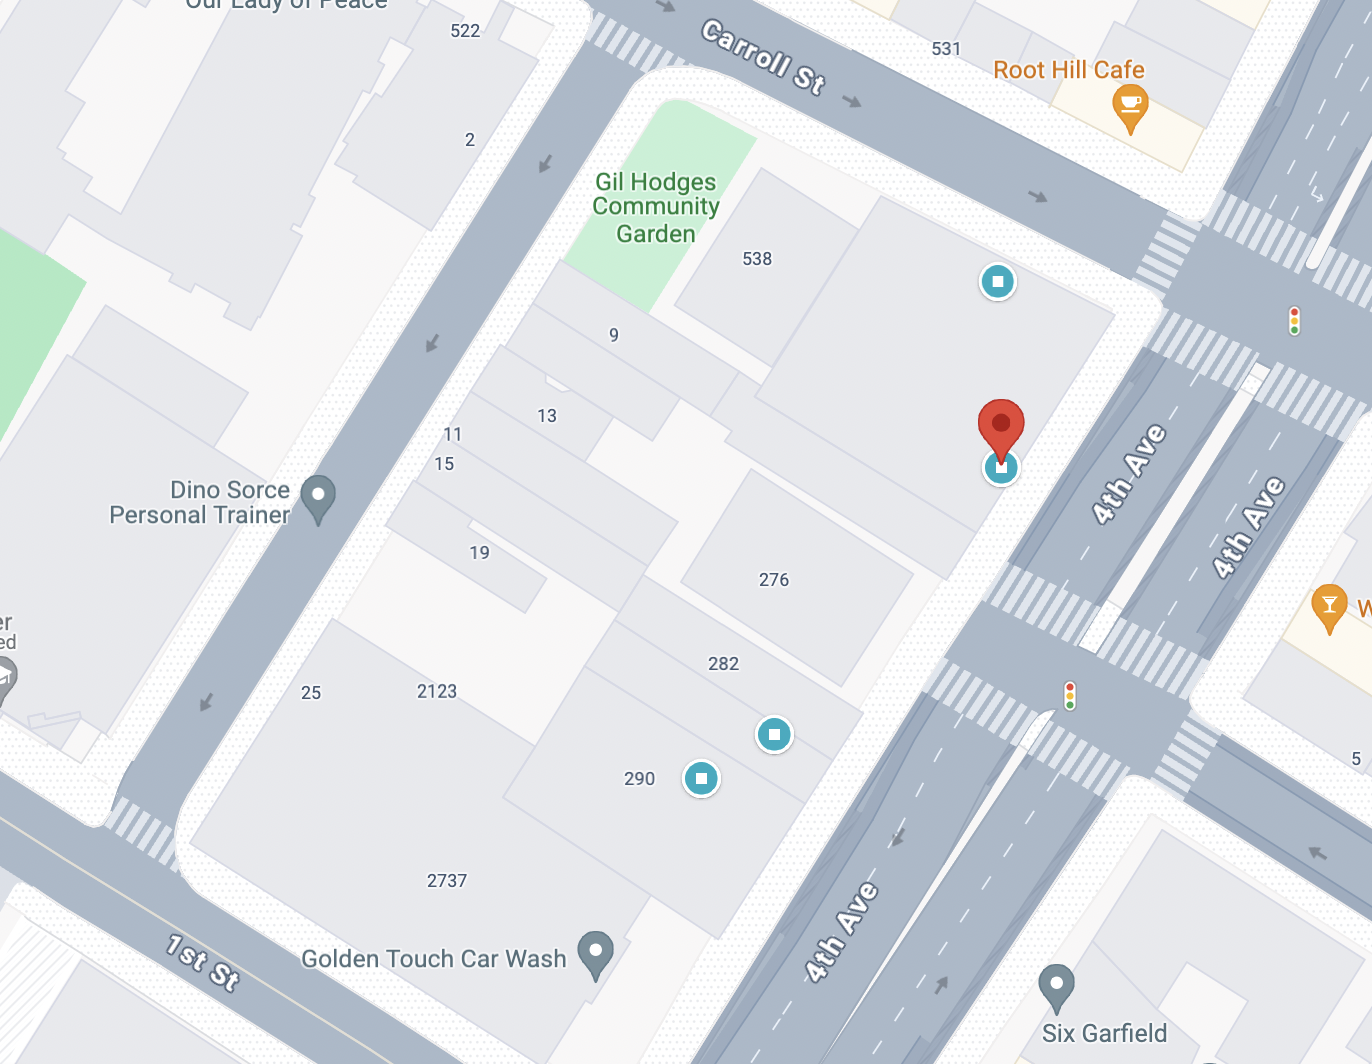 Our Lady of Peace
522
Carroll St
531
Root Hill Cafe
2
Gil Hodges
Community
Garden
538
9
13
11
15
4th Ave
4th Ave
Dino Sorce
Personal Trainer
19
276
282
25
2123
290
5
2737
4th Ave
1st St
Golden Touch Car Wash
Six Garfield